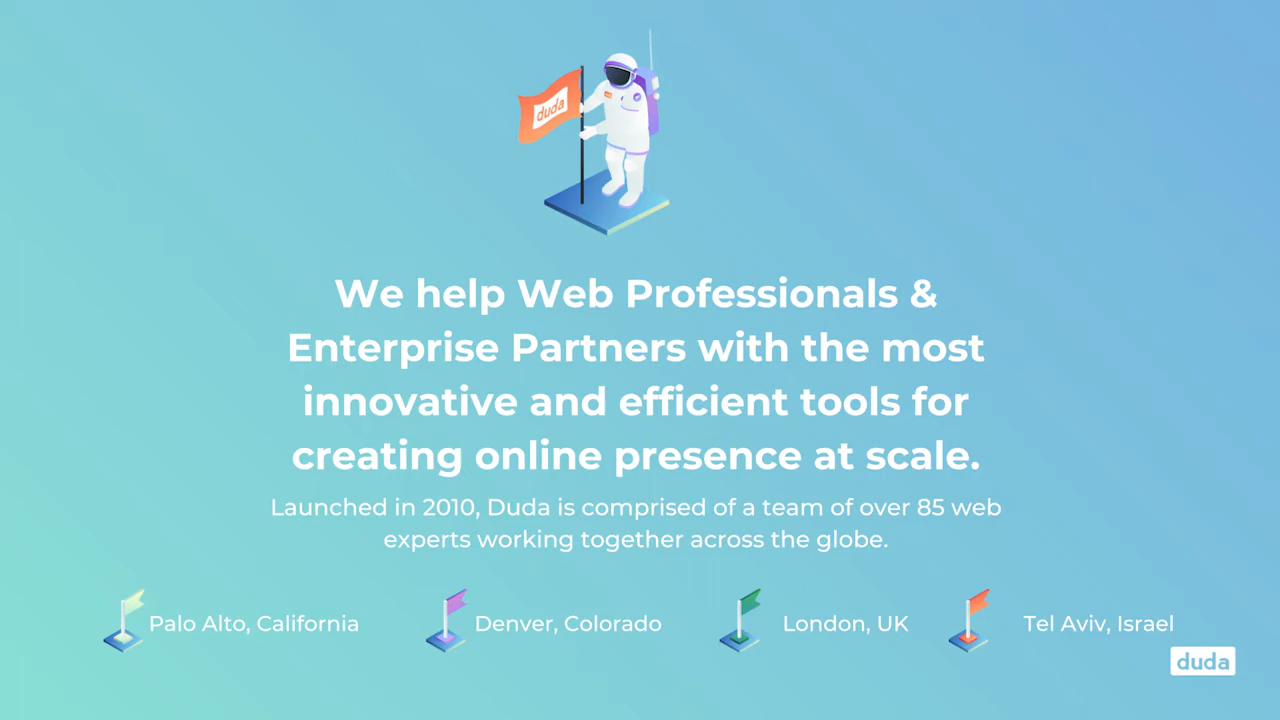 duda
We help Web Professionals &
Enterprise Partners with the most
innovative and efficient tools for
creating online presence at scale.
Launched in 2010, Duda is comprised of a team of over 85 web
experts working together across the globe.
Palo Alto, California
Denver, Colorado
London, UK
Tel Aviv, Israel
duda